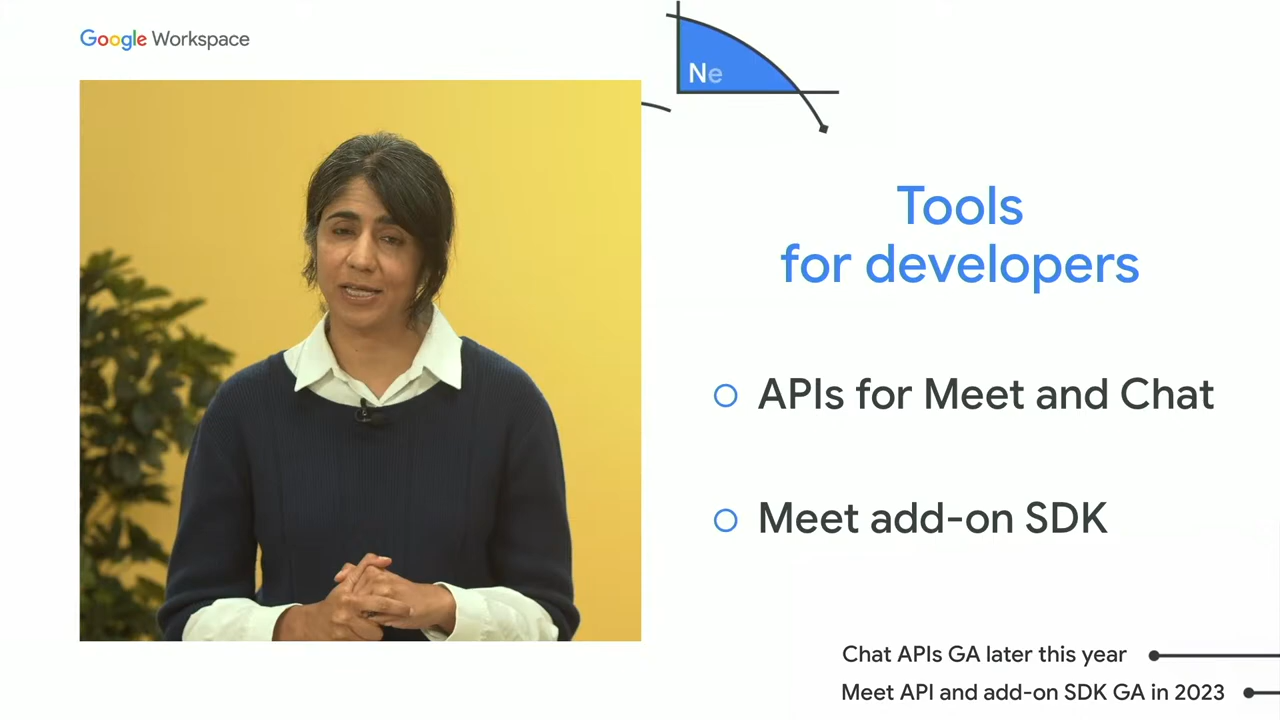 Google Workspace
Ne
Tools
for developers
APIs for Meet and Chat
Meet add-on SDK
Chat APIs GA later this year
Meet API and add-on SDK GA in 2023